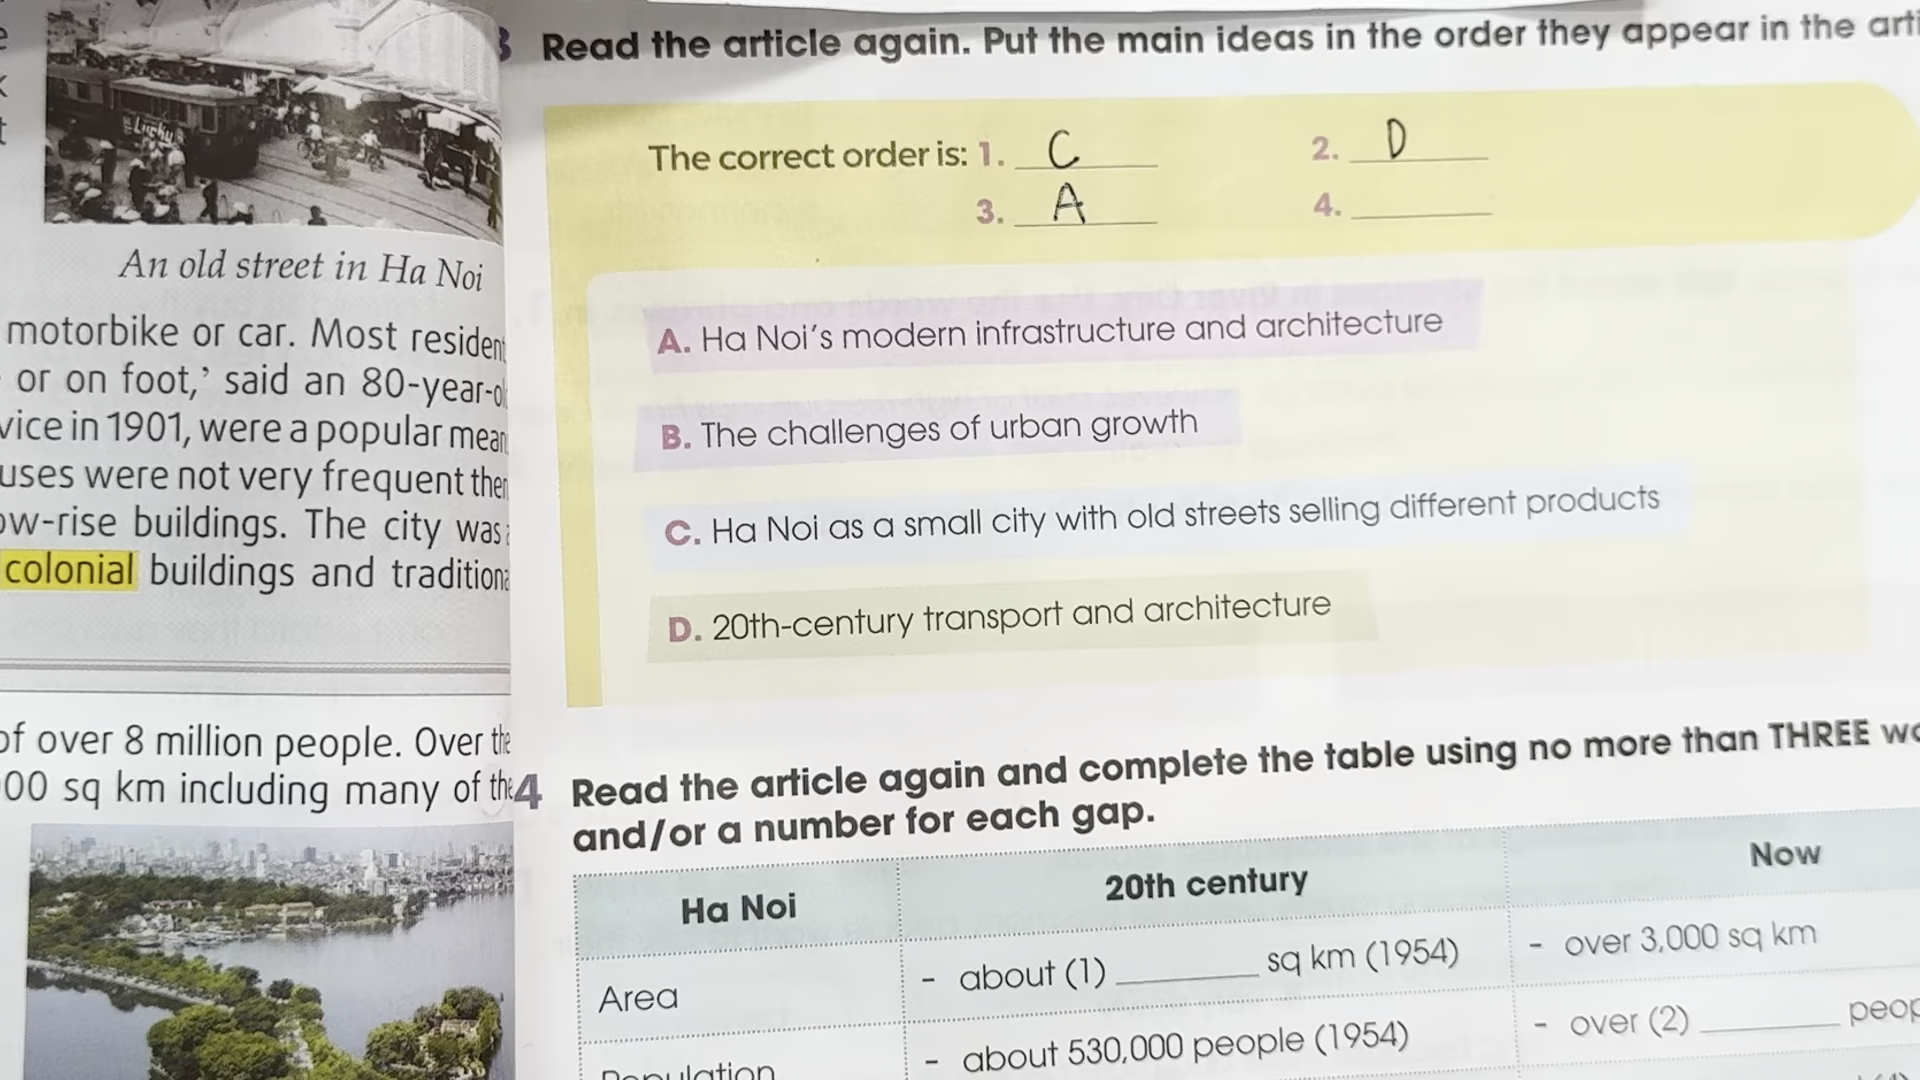 Lucky
An old street in Ha Noi
motorbike or car. Most resident
or on foot,' said an 80-year-
vice in 1901, were a popular mean
uses were not very frequent
ow-rise buildings. The city was
colonial buildings and tradition
of over 8 million people. Over the
00 sq km including many of the
3 Read the article again. Put the main ideas in the order they appear in the arti
The correct order is: 1. C 2. D
3. A 4.
A. Ha Noi's modern infrastructure and architecture
B. The challenges of urban growth
C. Ha Noi as a small city with old streets selling different products
D. 20th-century transport and architecture
4 Read the article again and complete the table using no more than THREE
and/or a number for each gap.
Ha Noi 20th century Now
Area - about (1) ________ sq km (1954) - over 3,000 sq km
Population - about 530,000 people (1954) - over (2) ________ peop